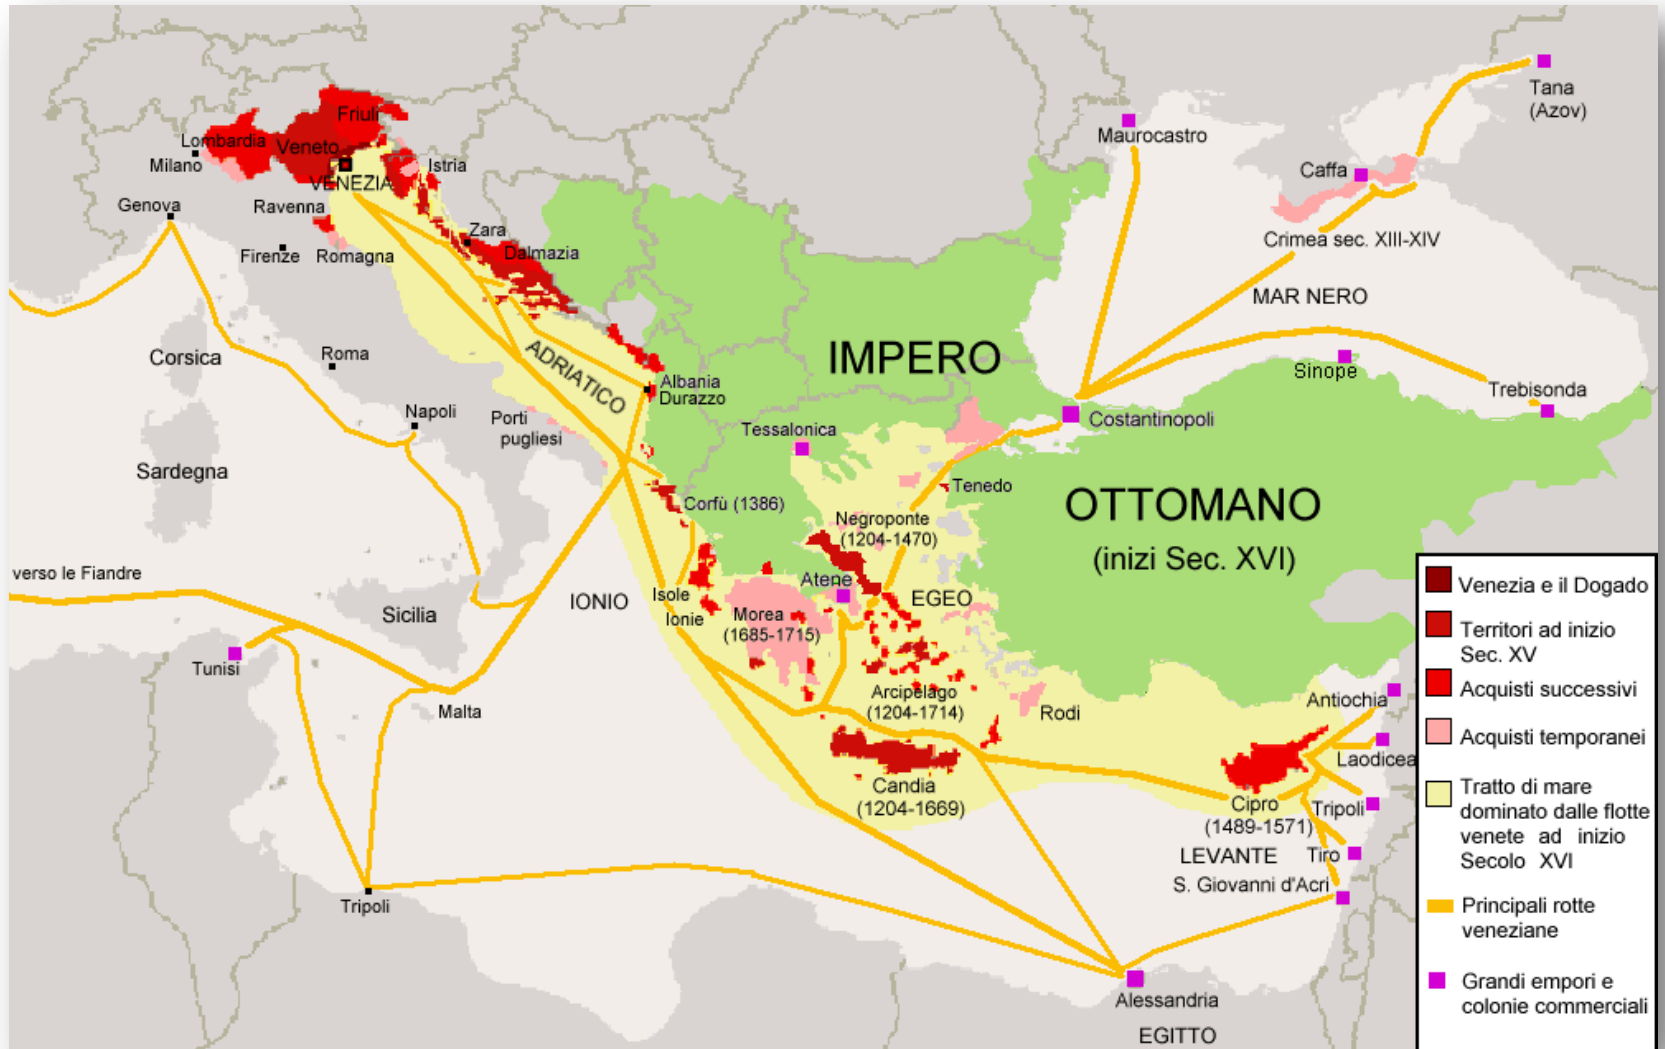 Tana
(Azov)
Maurocastro
Friuli
Lombardia
Veneto
Milano
Istria
VENEZIA
Caffa
Genova
Ravenna
Zara
Crimea sec. XIII-XIV
Firenze
Romagna
Dalmazia
MAR NERO
Corsica
Roma
ADRIATICO
IMPERO
Sinope
Albania
Durazzo
Trebisonda
Napoli
Porti
pugliesi
Tessalonica
Costantinopoli
Sardegna
Tenedo
OTTOMANO
(inizi Sec. XVI)
Corfù (1386)
Negroponte
(1204-1470)
verso le Fiandre
Isole
Ionie
IONIO
Atene
EGEO
Sicilia
Morea
(1685-1715)
Tunisi
Malta
Arcipelago
(1204-1714)
Rodi
Antiochia
Laodicea
Candia
(1204-1669)
Cipro
(1489-1571)
Tripoli
LEVANTE
Tiro
S. Giovanni d'Acri
Tripoli
Alessandria
EGITTO
Venezia e il Dogado
Territori ad inizio
Sec. XV
Acquisti successivi
Acquisti temporanei
Tratto di mare
dominato dalle flotte
venete ad inizio
Secolo XVI
Principali rotte
veneziane
Grandi empori e
colonie commerciali